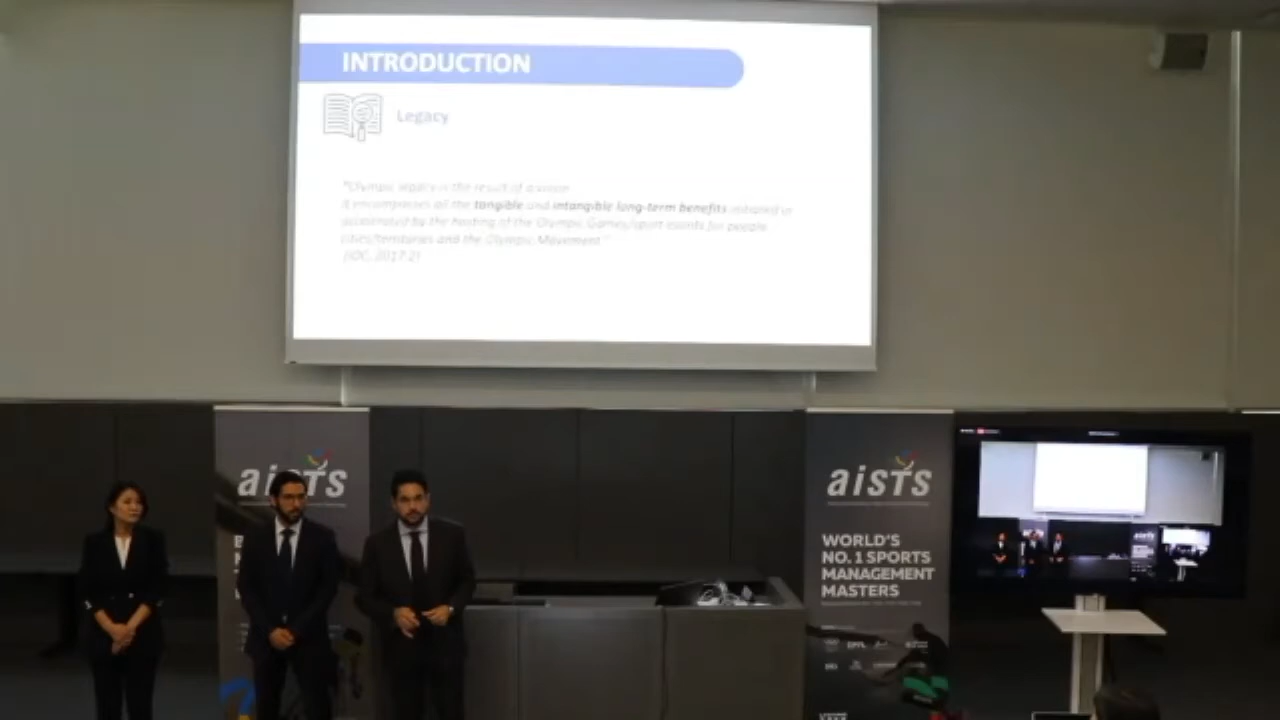 INTRODUCTION
Legacy
"Olympic legacy is the result of a vision
It encompasses all the tangible and intangible long-term benefits initiated or
accelerated by the hosting of the Olympic Games/sport events for people
cities/territories and the Olympic Movement"
(IOC, 2017:2)
aiSTS
aiSTS
WORLD'S
NO. 1 SPORTS
MANAGEMENT
MASTERS
EPFL